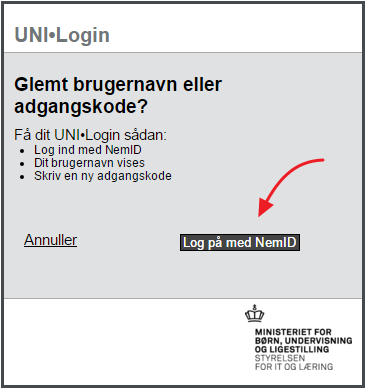 UNI•Login
Glemt brugernavn eller
adgangskode?
Få dit UNI•Login sådan:
• Log ind med NemID
• Dit brugernavn vises
• Skriv en ny adgangskode
Annuller
Log på med NemID
MINISTERIET FOR
BØRN, UNDERVISNING
OG LIGESTILLING
STYRELSEN
FOR IT OG LÆRING